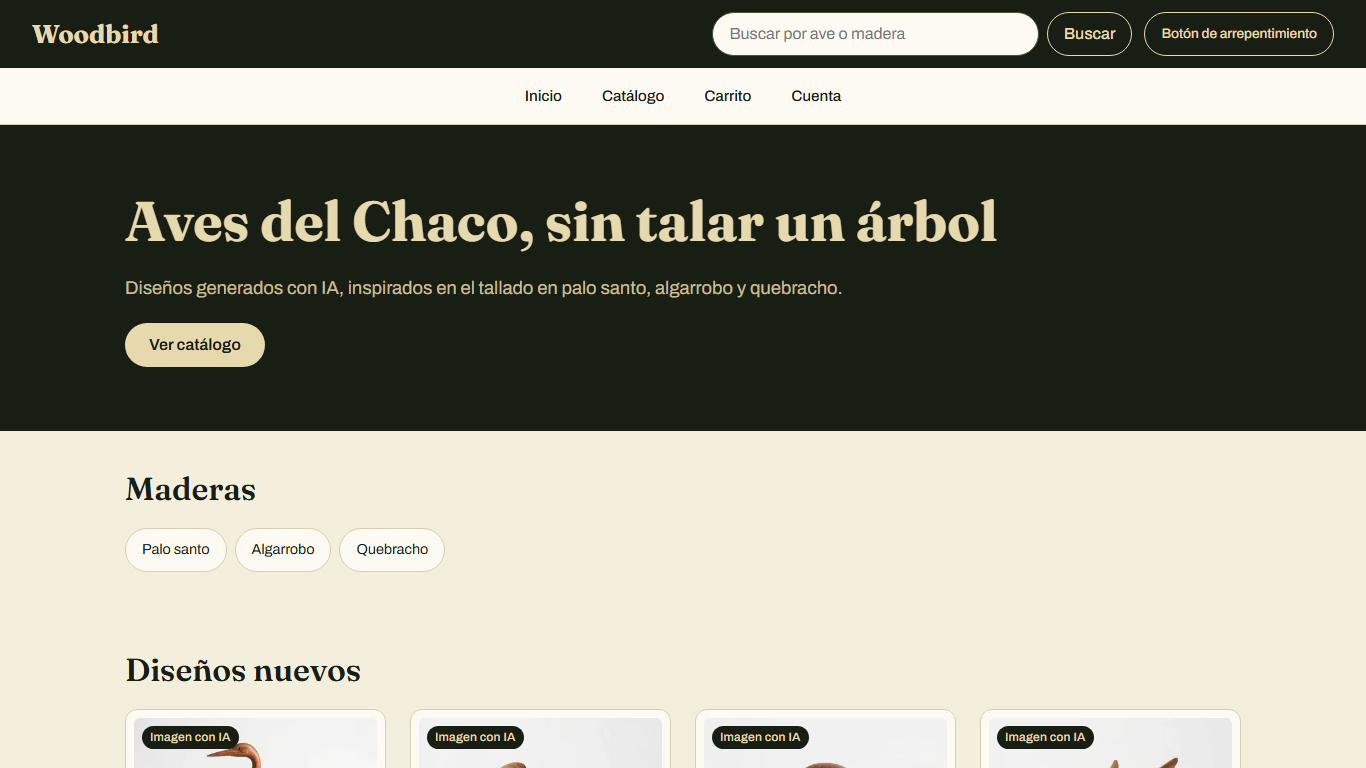 Woodbird
Buscar por ave o madera
Buscar
Botón de arrepentimiento
Inicio
Catálogo
Carrito
Cuenta
Aves del Chaco, sin talar un árbol
Diseños generados con IA, inspirados en el tallado en palo santo, algarrobo y quebracho.
Ver catálogo
Maderas
Palo santo
Algarrobo
Quebracho
Diseños nuevos
Imagen con IA
Imagen con IA
Imagen con IA
Imagen con IA